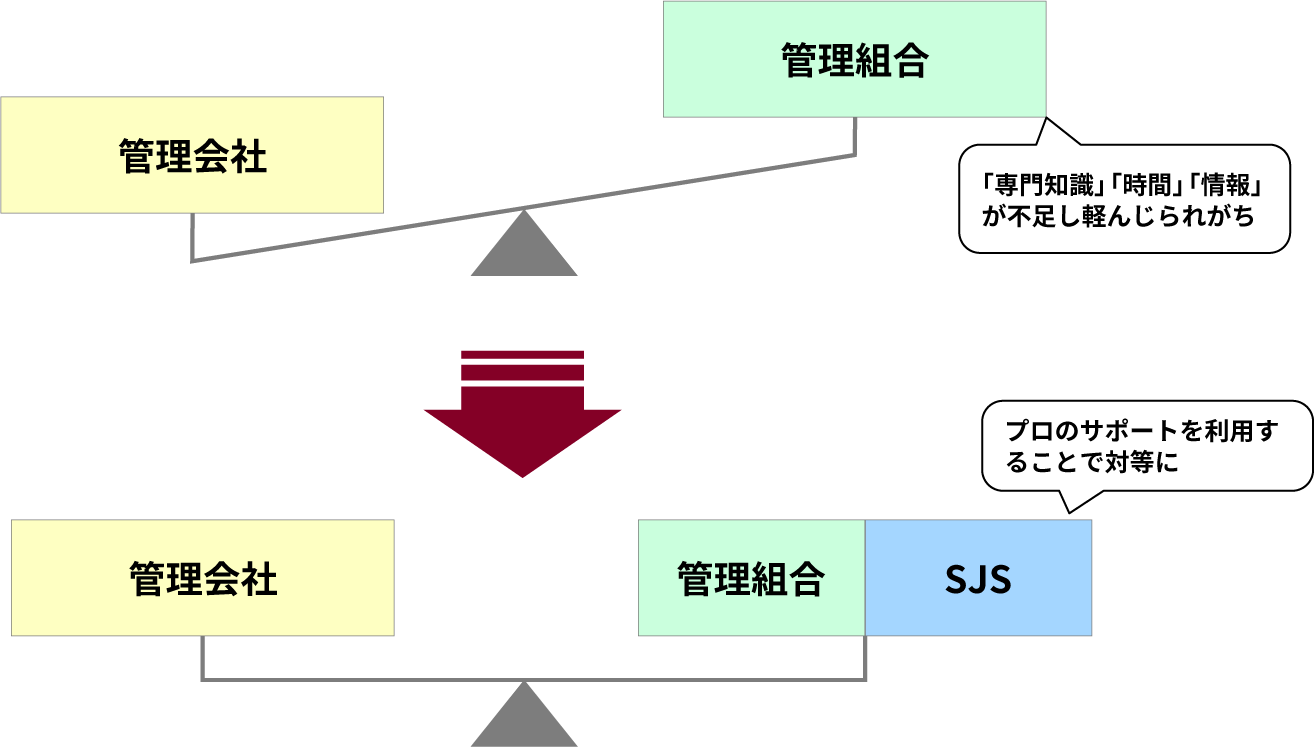 管理組合
管理会社
「専門知識」「時間」「情報」
が不足し軽んじられがち
プロのサポートを利用す
ることで対等に
管理会社
管理組合
SJS